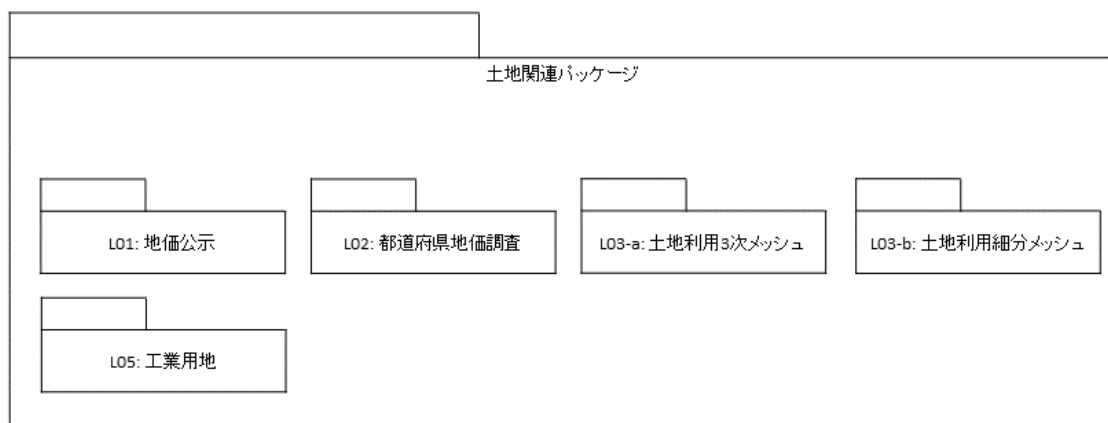 土地関連パッケージ
L01: 地価公示
L02: 都道府県地価調査
L03-a: 土地利用3次メッシュ
L03-b: 土地利用細分メッシュ
L05: 工業用地